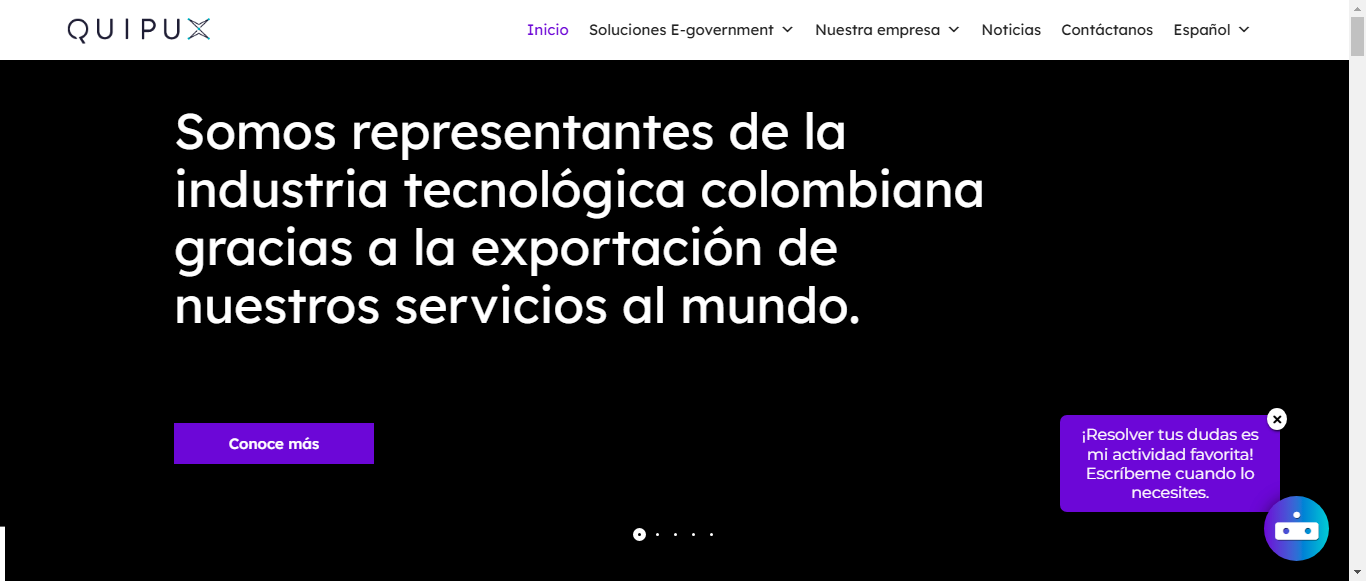 QUIPUX
Inicio
Soluciones E-government
Nuestra empresa
Noticias
Contáctanos
Español
Somos representantes de la
industria tecnológica colombiana
gracias a la exportación de
nuestros servicios al mundo.
Conoce más
¡Resolver tus dudas es
mi actividad favorita!
Escríbeme cuando lo
necesites.